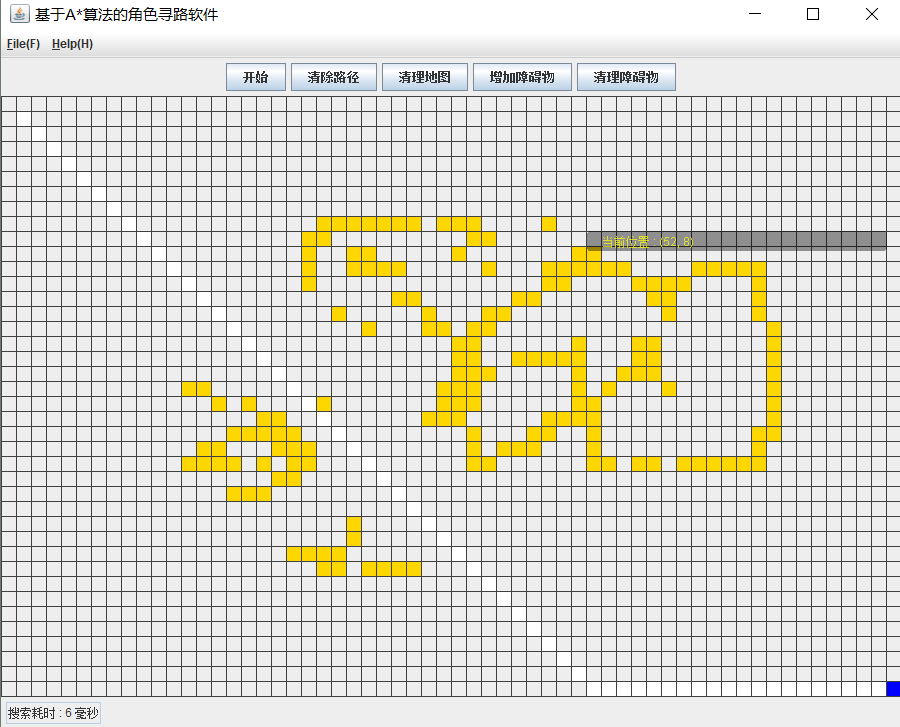 基于A*算法的角色寻路软件
File(F) Help(H)
开始 清除路径 清理地图 增加障碍物 清理障碍物
当前位置 : (52, 8)
搜索耗时 : 6 毫秒